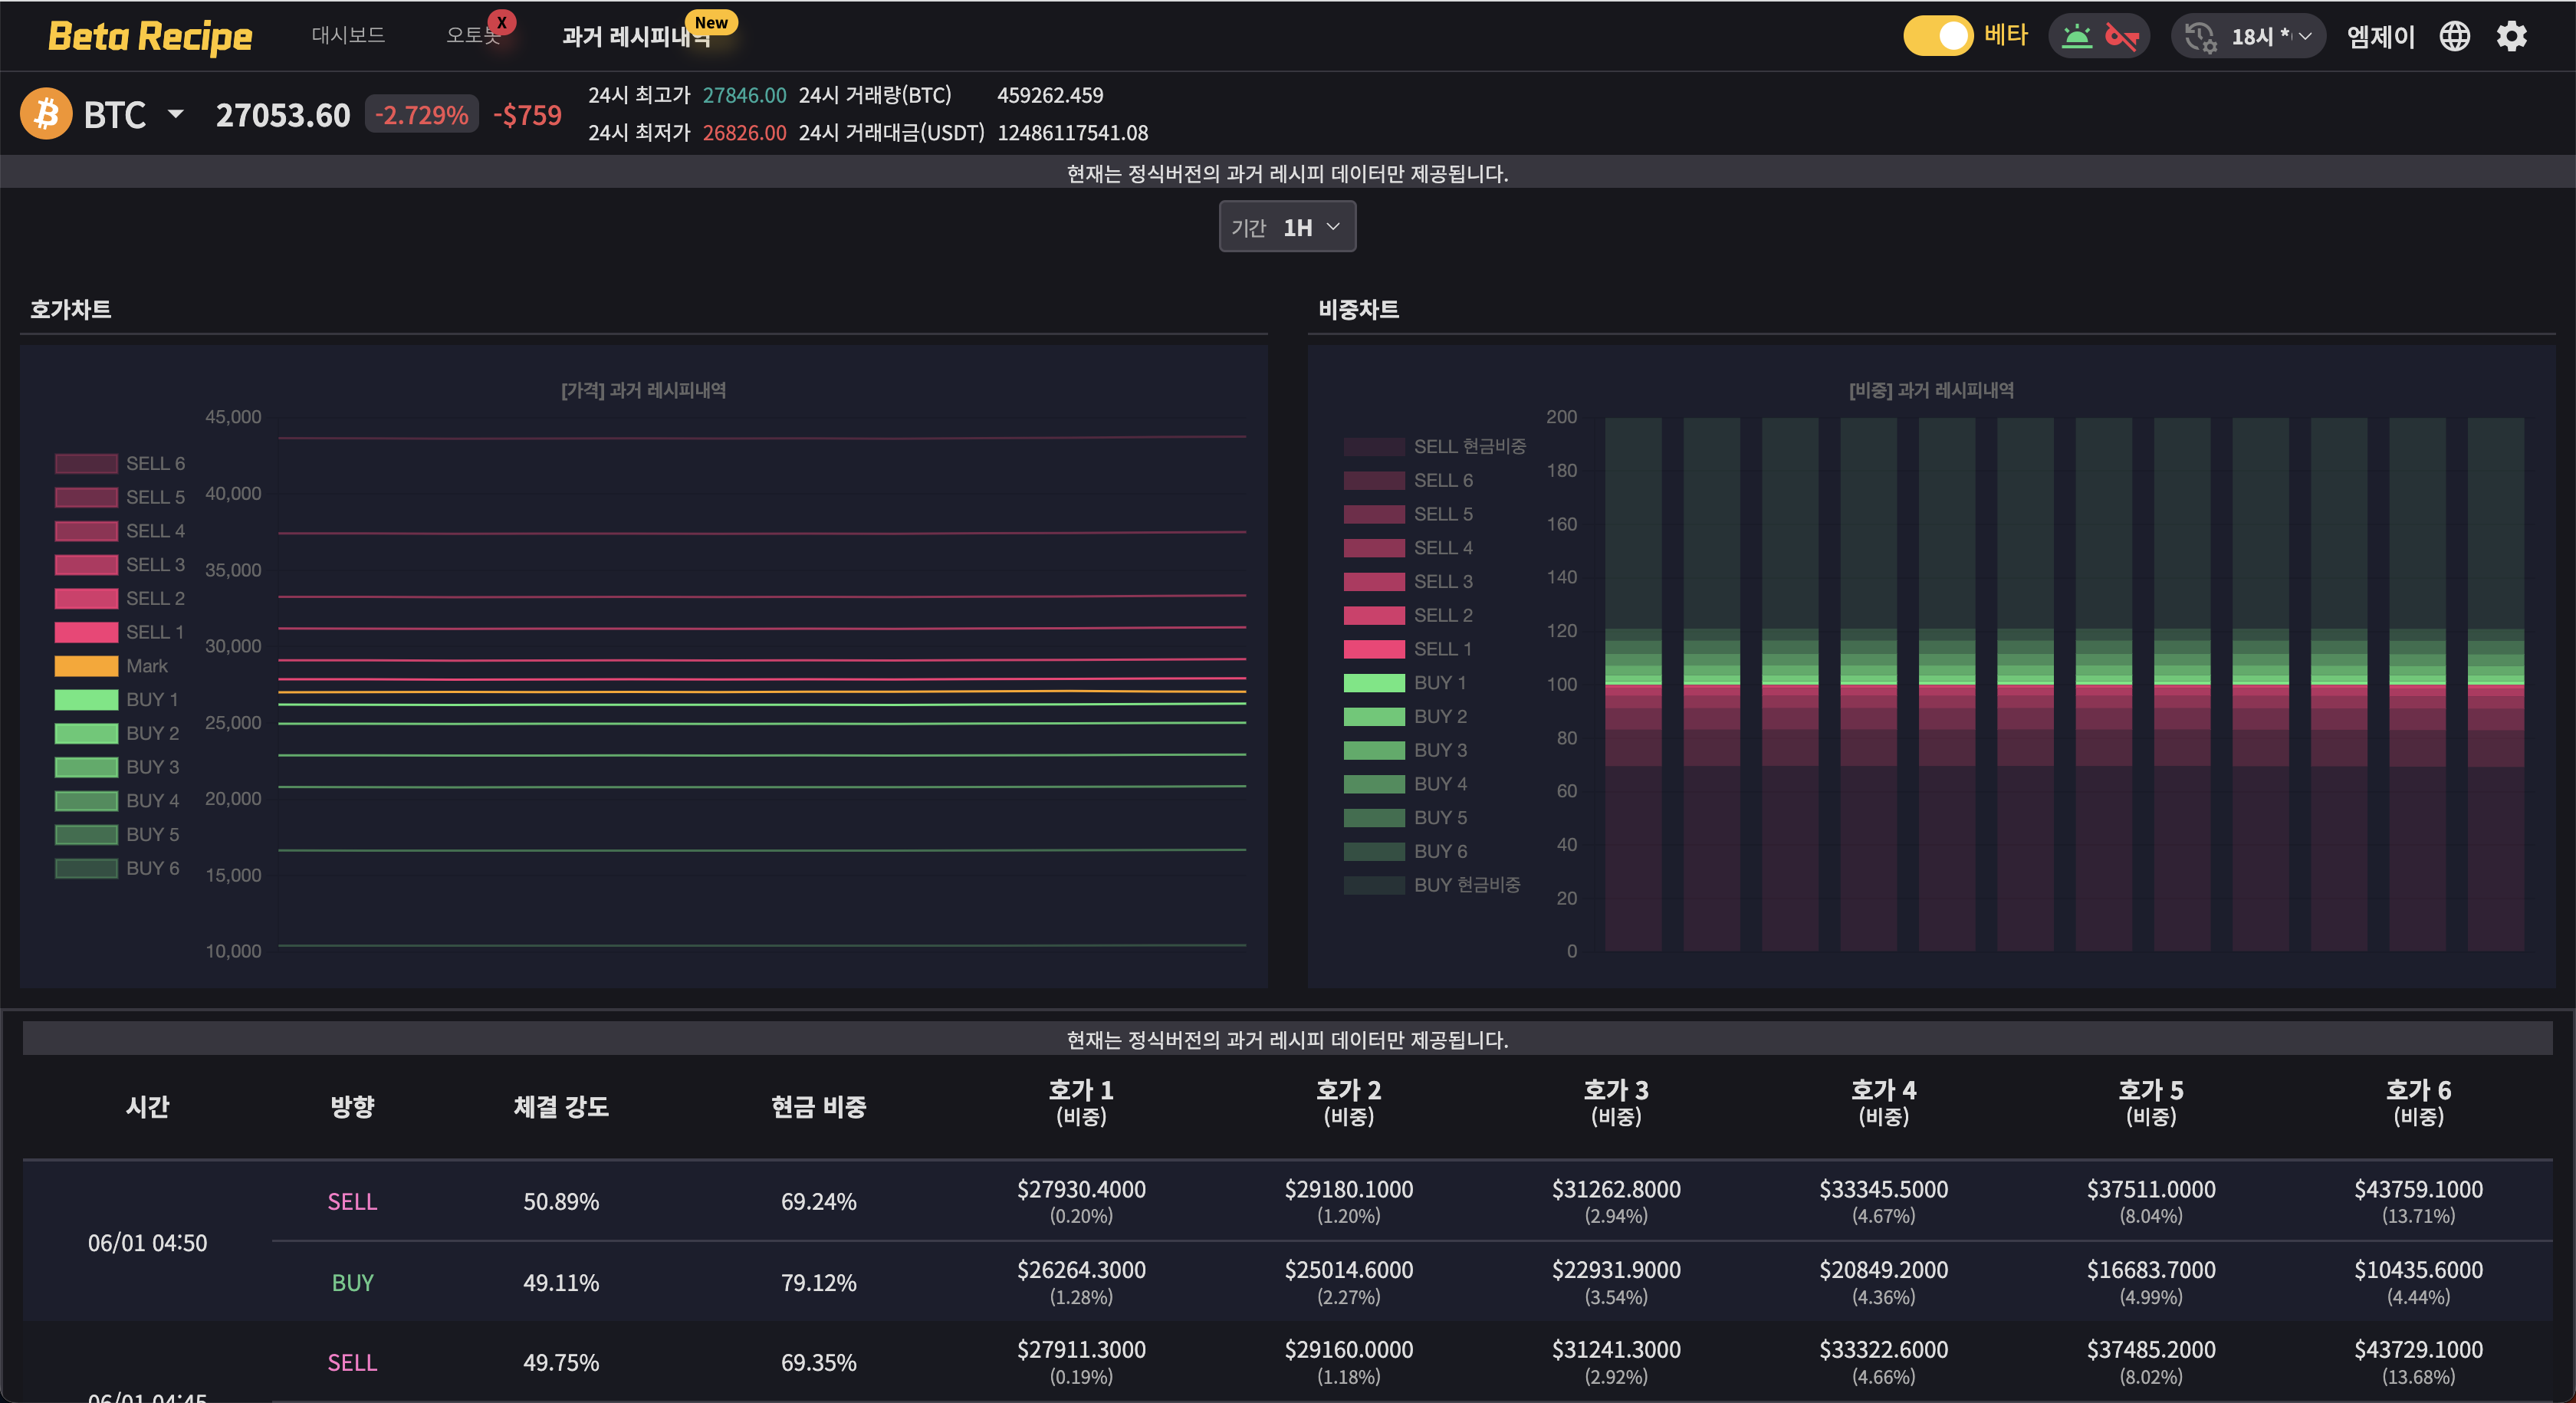 Beta Recipe
대시보드
오토봇
X
과거 레시피내역
New
베타
18시 *
엠제이
BTC
27053.60
-2.729%
-$759
24시 최고가 27846.00 24시 거래량(BTC) 459262.459
24시 최저가 26826.00 24시 거래대금(USDT) 12486117541.08
현재는 정식버전의 과거 레시피 데이터만 제공됩니다.
기간 1H
호가차트
[가격] 과거 레시피내역
SELL 6
SELL 5
SELL 4
SELL 3
SELL 2
SELL 1
Mark
BUY 1
BUY 2
BUY 3
BUY 4
BUY 5
BUY 6
45,000
40,000
35,000
30,000
25,000
20,000
15,000
10,000
비중차트
[비중] 과거 레시피내역
SELL 현금비중
SELL 6
SELL 5
SELL 4
SELL 3
SELL 2
SELL 1
BUY 1
BUY 2
BUY 3
BUY 4
BUY 5
BUY 6
BUY 현금비중
200
180
160
140
120
100
80
60
40
20
0
현재는 정식버전의 과거 레시피 데이터만 제공됩니다.
시간 방향 체결 강도 현금 비중 호가 1 호가 2 호가 3 호가 4 호가 5 호가 6
(비중) (비중) (비중) (비중) (비중) (비중)
06/01 04:50
SELL 50.89% 69.24% $27930.4000 $29180.1000 $31262.8000 $33345.5000 $37511.0000 $43759.1000
(0.20%) (1.20%) (2.94%) (4.67%) (8.04%) (13.71%)
BUY 49.11% 79.12% $26264.3000 $25014.6000 $22931.9000 $20849.2000 $16683.7000 $10435.6000
(1.28%) (2.27%) (3.54%) (4.36%) (4.99%) (4.44%)
06/01 04:45
SELL 49.75% 69.35% $27911.3000 $29160.0000 $31241.3000 $33322.6000 $37485.2000 $43729.1000
(0.19%) (1.18%) (2.92%) (4.66%) (8.02%) (13.68%)